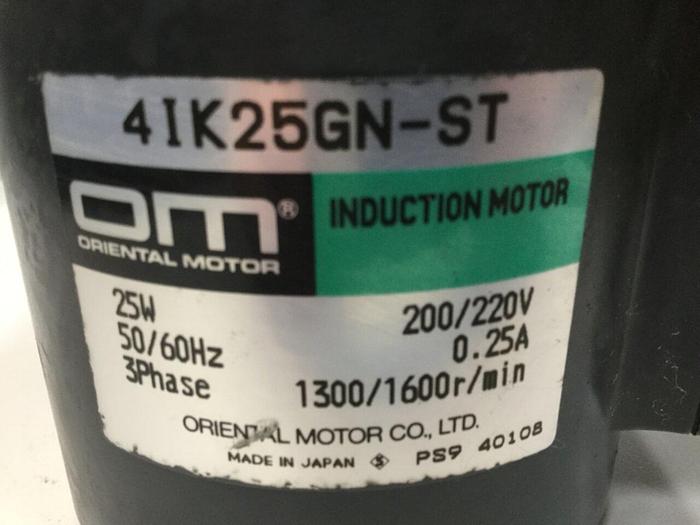 4IK25GN-ST
om®
ORIENTAL MOTOR
INDUCTION MOTOR
25W
50/60Hz
3Phase
200/220V
0.25A
1300/1600r/min
ORIENTAL MOTOR CO., LTD.
MADE IN JAPAN S PS9 40108